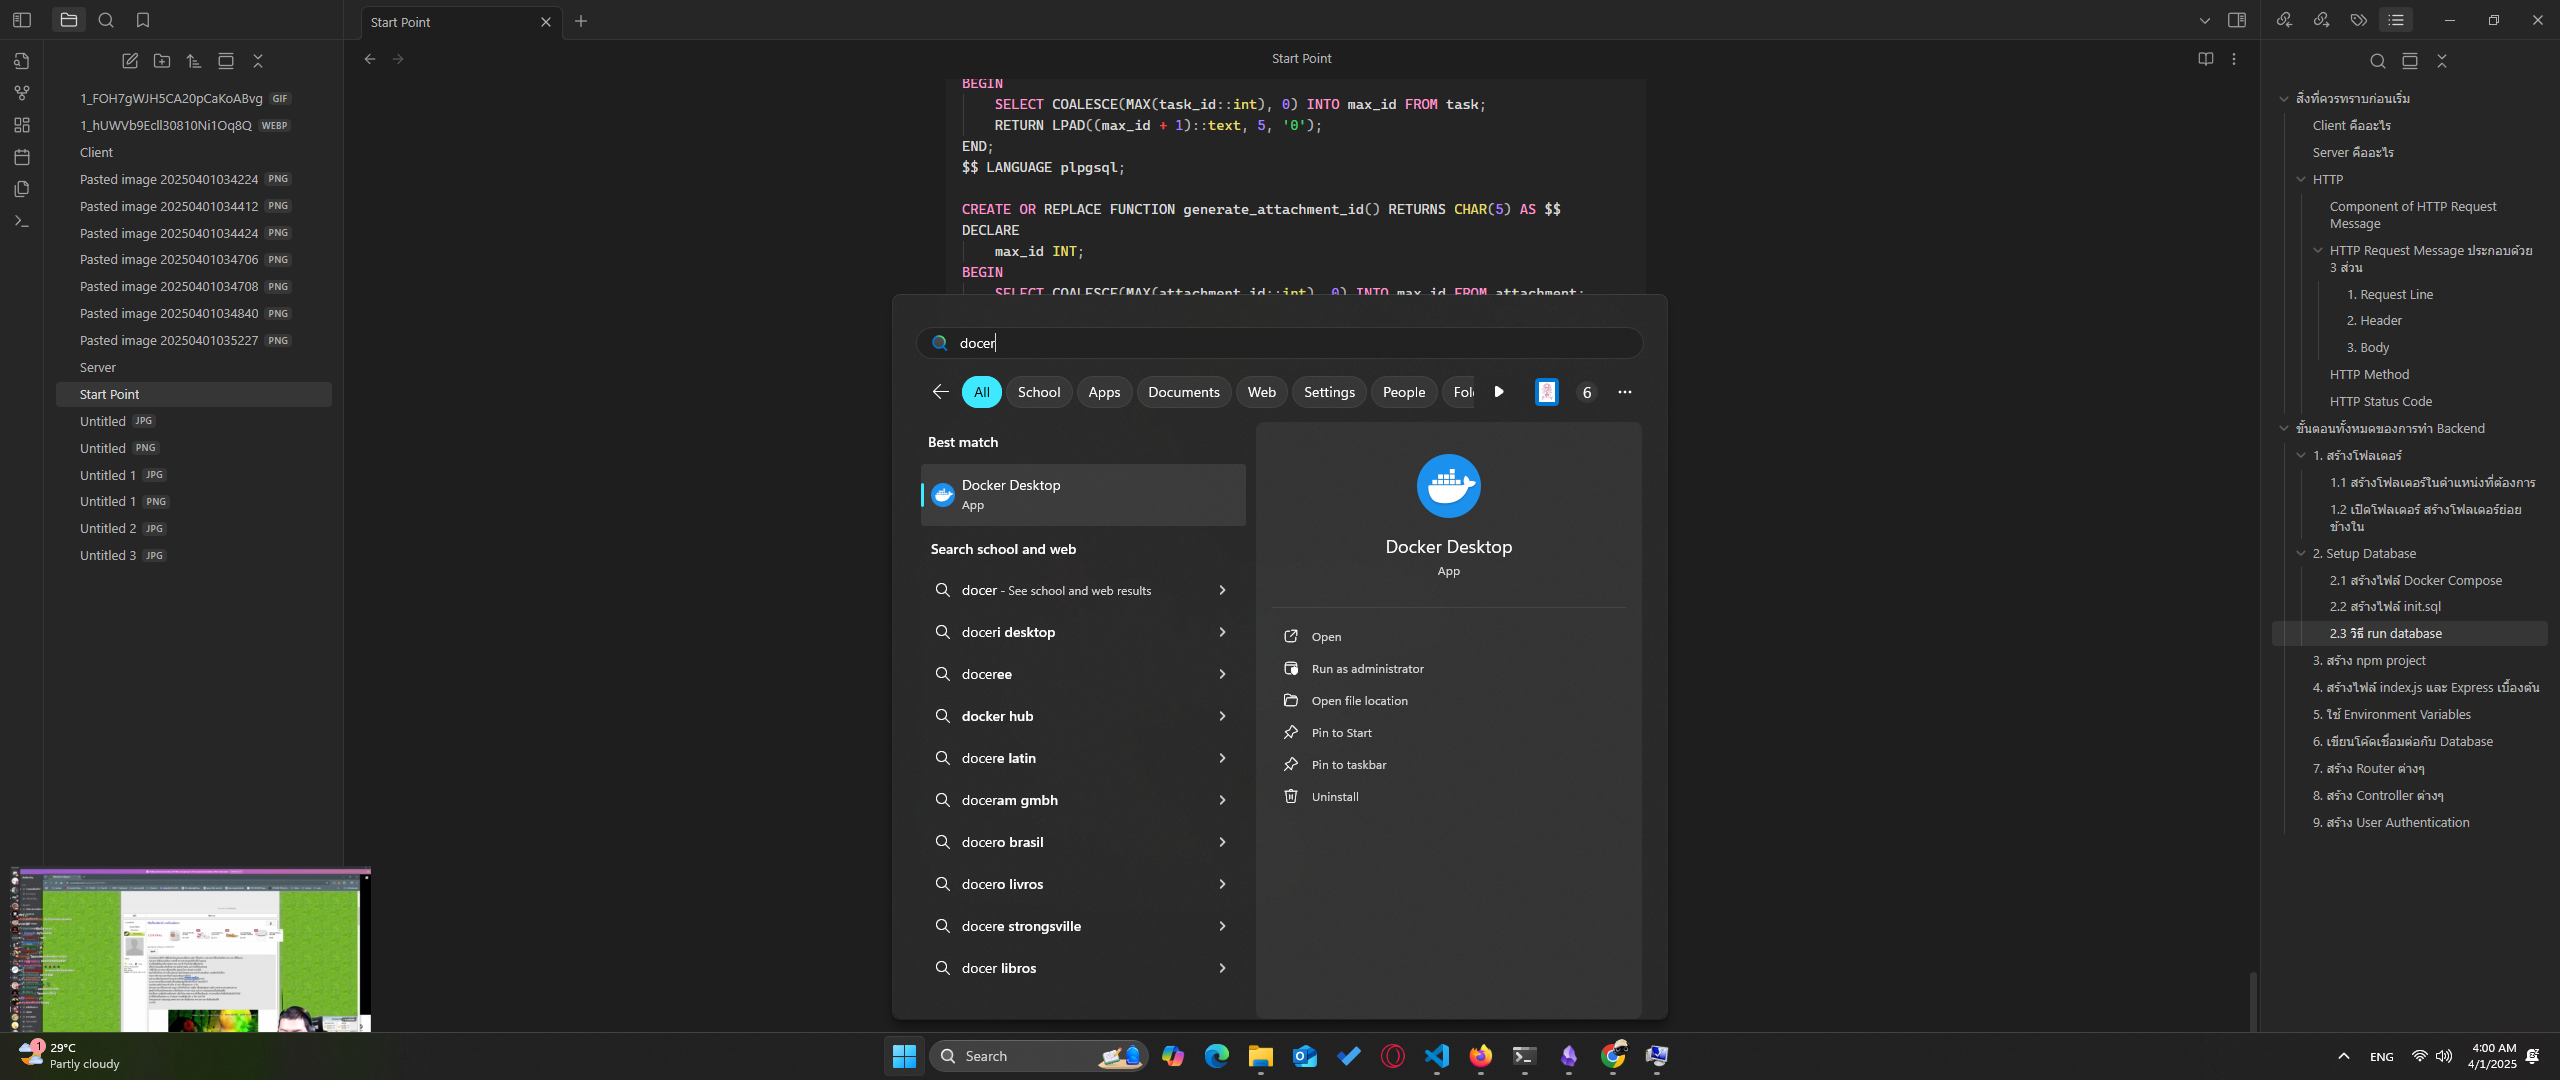 Start Point
Start Point
1_FOH7gWJH5CA20pCaKoABvg GIF
1_hUWVb9Ecll30810Ni1Oq8Q WEBP
Client
Pasted image 20250401034224 PNG
Pasted image 20250401034412 PNG
Pasted image 20250401034424 PNG
Pasted image 20250401034706 PNG
Pasted image 20250401034708 PNG
Pasted image 20250401034840 PNG
Pasted image 20250401035227 PNG
Server
Start Point
Untitled JPG
Untitled PNG
Untitled 1 JPG
Untitled 1 PNG
Untitled 2 JPG
Untitled 3 JPG
BEGIN
SELECT COALESCE(MAX(task_id::int), 0) INTO max_id FROM task;
RETURN LPAD((max_id + 1)::text, 5, '0');
END;
$$ LANGUAGE plpgsql;
CREATE OR REPLACE FUNCTION generate_attachment_id() RETURNS CHAR(5) AS $$
DECLARE
max_id INT;
BEGIN
SELECT COALESCE(MAX(attachment_id::int), 0) INTO max_id FROM attachment;
docer
All School Apps Documents Web Settings People Fol 6
Best match
Docker Desktop
App
Search school and web
docer - See school and web results
doceri desktop
doceree
docker hub
docere latin
doceram gmbh
docero brasil
docero livros
docere strongsville
docer libros
Docker Desktop
App
Open
Run as administrator
Open file location
Pin to Start
Pin to taskbar
Uninstall
สิ่งที่ควรทราบก่อนเริ่ม
Client คืออะไร
Server คืออะไร
HTTP
Component of HTTP Request
Message
HTTP Request Message ประกอบด้วย
3 ส่วน
1. Request Line
2. Header
3. Body
HTTP Method
HTTP Status Code
ขั้นตอนทั้งหมดของการทำ Backend
1. สร้างโฟลเดอร์
1.1 สร้างโฟลเดอร์ในตำแหน่งที่ต้องการ
1.2 เปิดโฟลเดอร์ สร้างโฟลเดอร์ย่อย
ข้างใน
2. Setup Database
2.1 สร้างไฟล์ Docker Compose
2.2 สร้างไฟล์ init.sql
2.3 วิธี run database
3. สร้าง npm project
4. สร้างไฟล์ index.js และ Express เบื้องต้น
5. ใช้ Environment Variables
6. เขียนโค้ดเชื่อมต่อกับ Database
7. สร้าง Router ต่างๆ
8. สร้าง Controller ต่างๆ
9. สร้าง User Authentication
1
29°C
Partly cloudy
Search
ENG
4:00 AM
4/1/2025